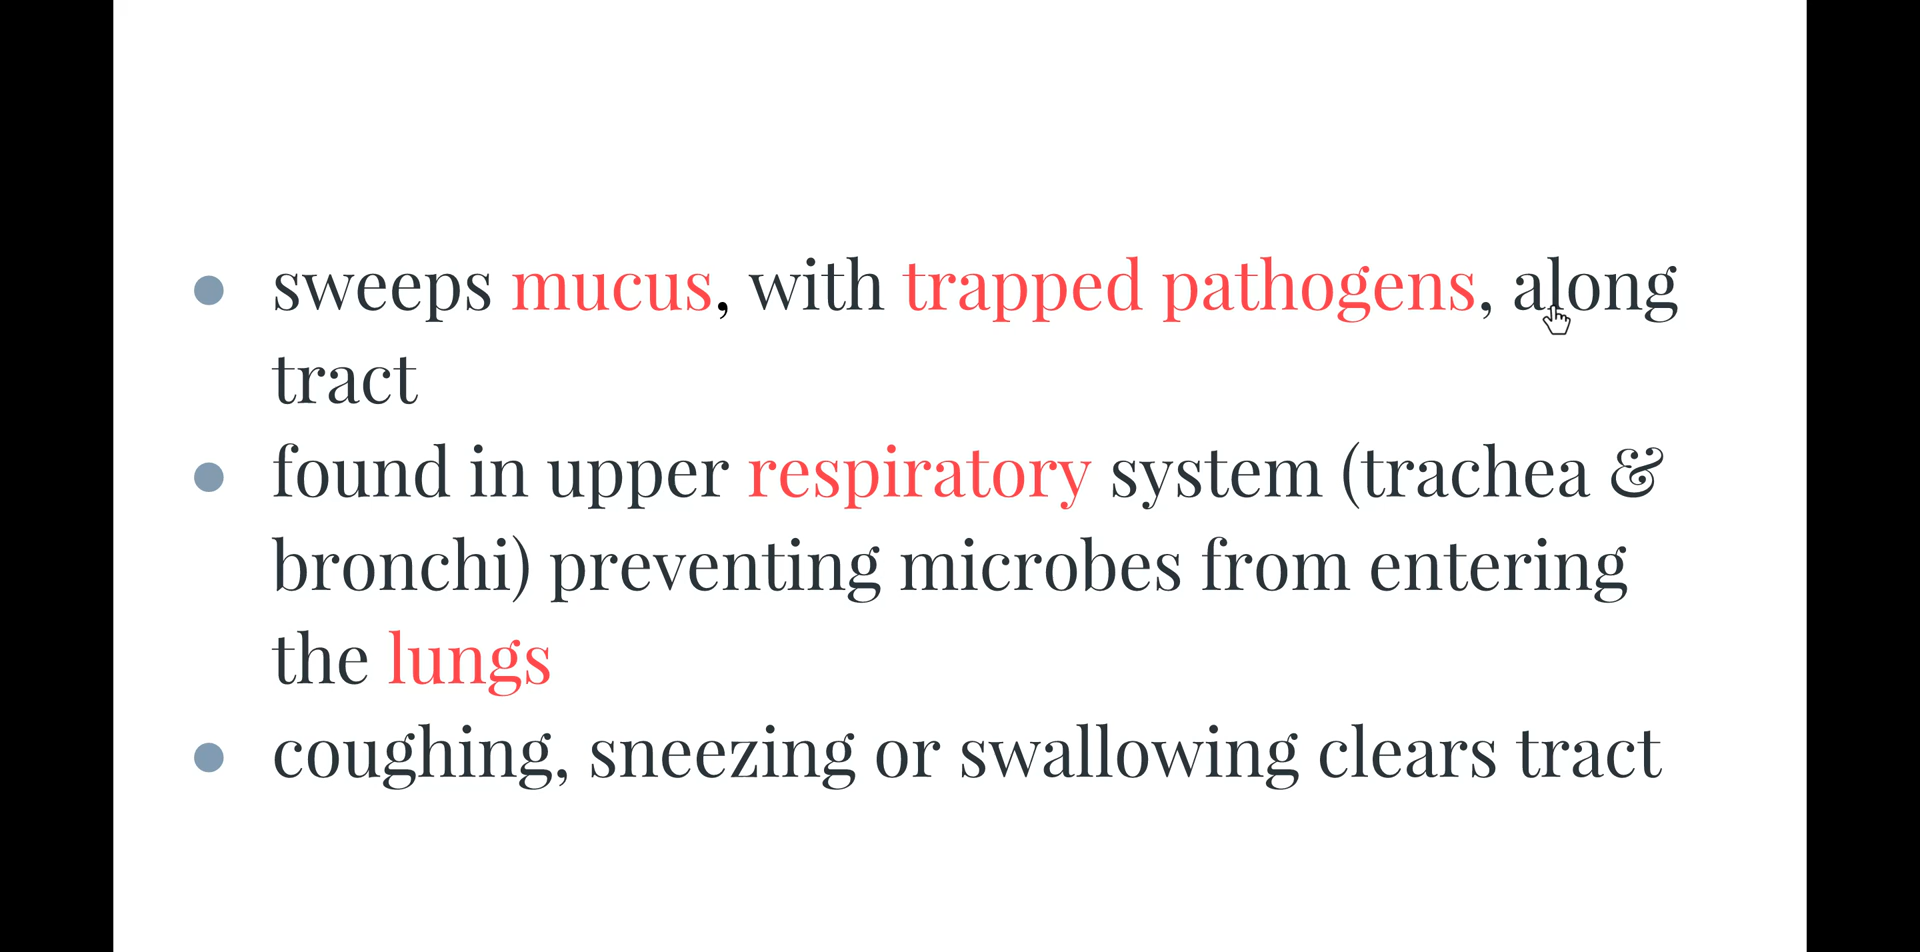 sweeps mucus, with trapped pathogens, along
tract
found in upper respiratory system (trachea &
bronchi) preventing microbes from entering
the lungs
coughing, sneezing or swallowing clears tract